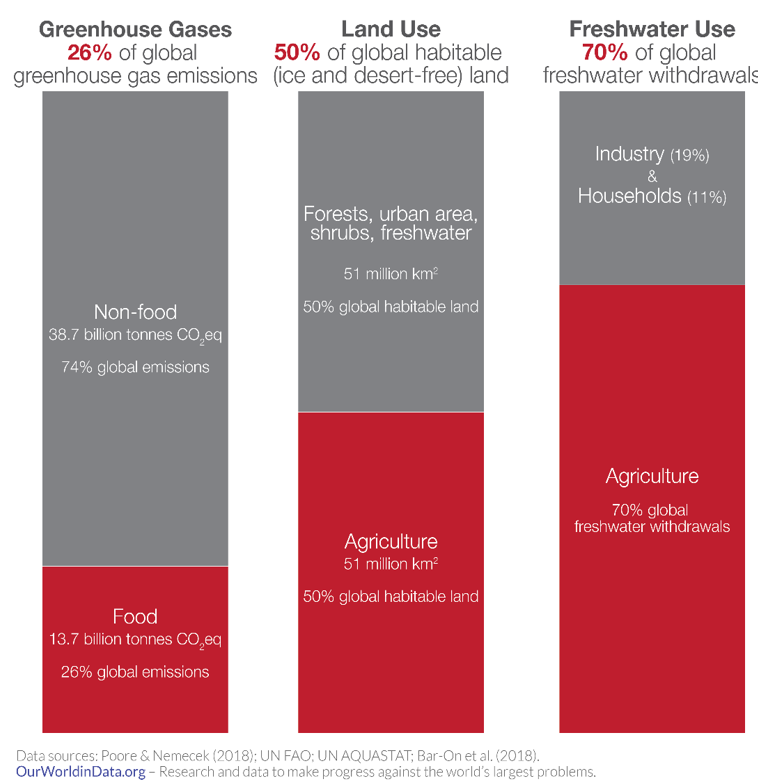 Greenhouse Gases
26% of global
greenhouse gas emissions
Non-food
38.7 billion tonnes CO₂eq
74% global emissions
Food
13.7 billion tonnes CO₂eq
26% global emissions
Land Use
50% of global habitable
(ice and desert-free) land
Forests, urban area,
shrubs, freshwater
51 million km²
50% global habitable land
Agriculture
51 million km²
50% global habitable land
Freshwater Use
70% of global
freshwater withdrawals
Industry (19%)
&
Households (11%)
Agriculture
70% global
freshwater withdrawals
Data sources: Poore & Nemecek (2018); UN FAO; UN AQUASTAT; Bar-On et al. (2018).
OurWorldinData.org – Research and data to make progress against the world's largest problems.